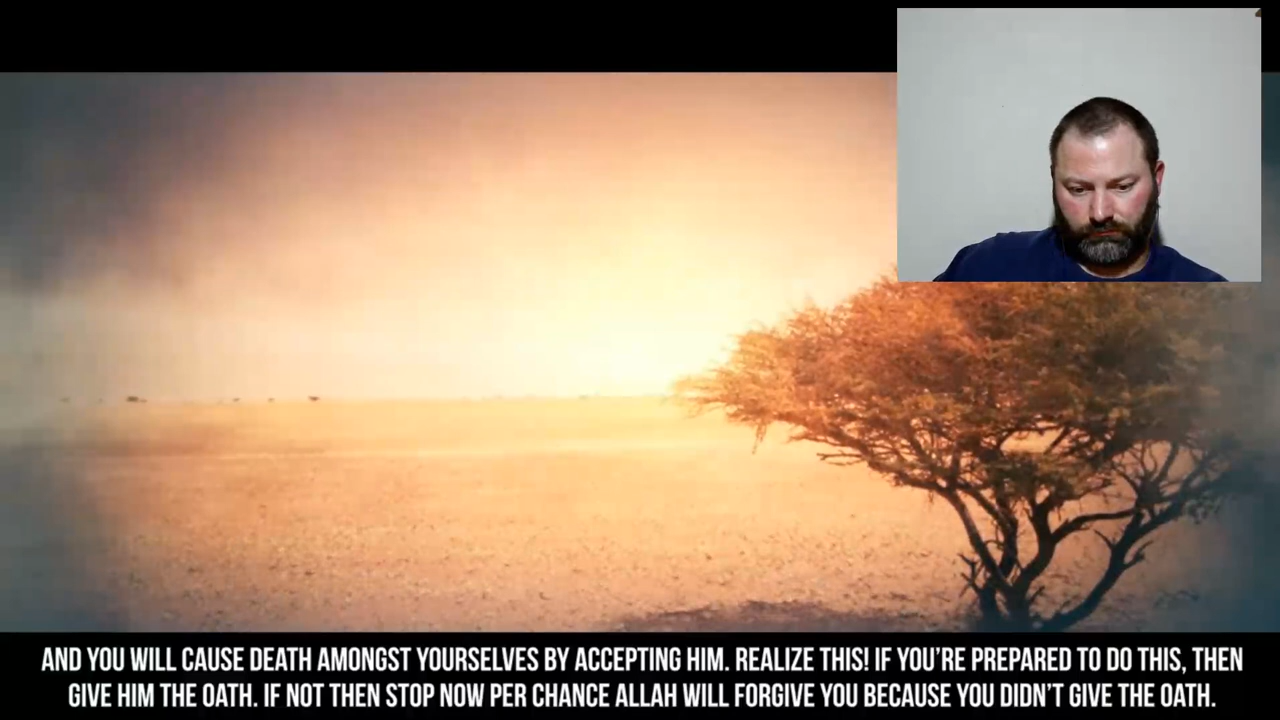 AND YOU WILL CAUSE DEATH AMONGST YOURSELVES BY ACCEPTING HIM. REALIZE THIS! IF YOU'RE PREPARED TO DO THIS, THEN
GIVE HIM THE OATH. IF NOT THEN STOP NOW PER CHANCE ALLAH WILL FORGIVE YOU BECAUSE YOU DIDN'T GIVE THE OATH.